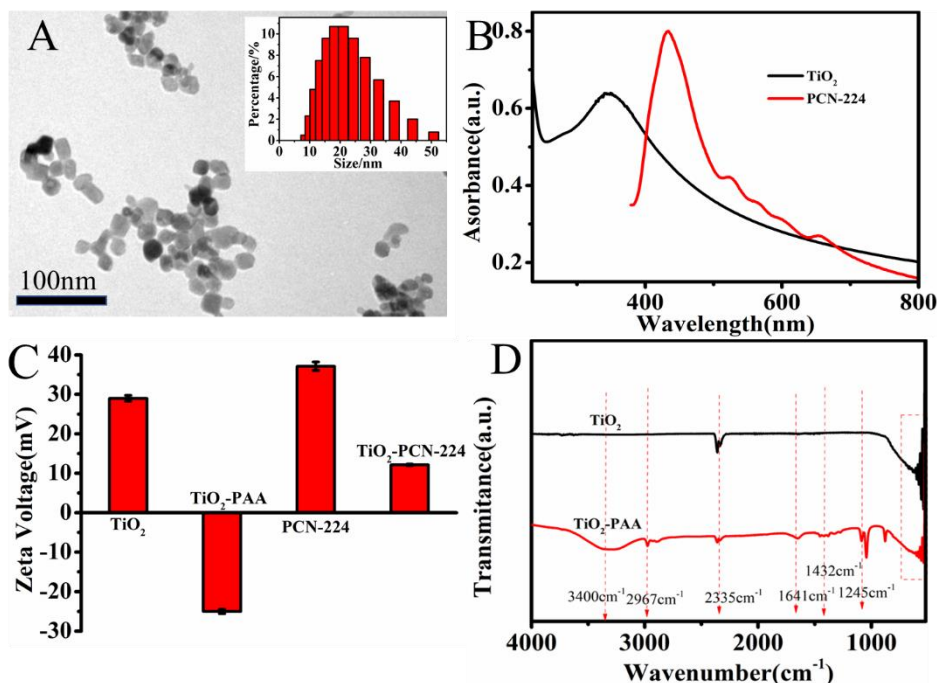 A
100nm
Percentage/%
10
8
6
4
2
0
0 10 20 30 40 50
Size/nm
B
Asorbance(a.u.)
0.8
0.6
0.4
0.2
TiO₂
PCN-224
400 600 800
Wavelength(nm)
C
Zeta Voltage(mV)
40
30
20
10
0
-10
-20
-30
TiO₂
TiO₂-PAA
PCN-224
TiO₂-PCN-224
D
Transmitance(a.u.)
TiO₂
TiO₂-PAA
3400cm⁻¹
2967cm⁻¹
2335cm⁻¹
1641cm⁻¹
1432cm⁻¹
1245cm⁻¹
4000 3000 2000 1000
Wavenumber(cm⁻¹)